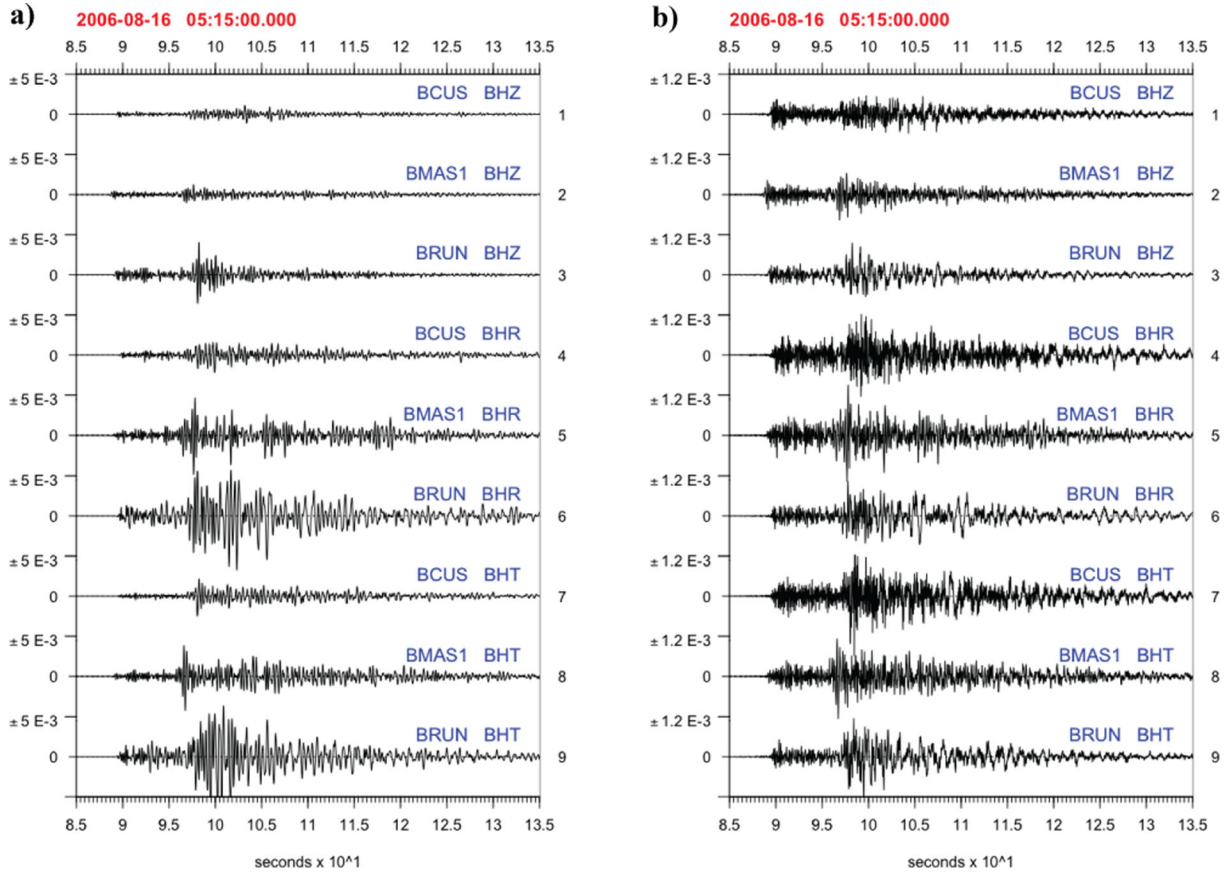 a)
2006-08-16 05:15:00.000
8.5 9 9.5 10 10.5 11 11.5 12 12.5 13 13.5
± 5 E-3
BCUS BHZ
0
1
± 5 E-3
BMAS1 BHZ
0
2
± 5 E-3
BRUN BHZ
0
3
± 5 E-3
BCUS BHR
0
4
± 5 E-3
BMAS1 BHR
0
5
± 5 E-3
BRUN BHR
0
6
± 5 E-3
BCUS BHT
0
7
± 5 E-3
BMAS1 BHT
0
8
± 5 E-3
BRUN BHT
0
9
8.5 9 9.5 10 10.5 11 11.5 12 12.5 13 13.5
seconds x 10^1
b)
2006-08-16 05:15:00.000
8.5 9 9.5 10 10.5 11 11.5 12 12.5 13 13.5
± 1.2 E-3
BCUS BHZ
0
1
± 1.2 E-3
BMAS1 BHZ
0
2
± 1.2 E-3
BRUN BHZ
0
3
± 1.2 E-3
BCUS BHR
0
4
± 1.2 E-3
BMAS1 BHR
0
5
± 1.2 E-3
BRUN BHR
0
6
± 1.2 E-3
BCUS BHT
0
7
± 1.2 E-3
BMAS1 BHT
0
8
± 1.2 E-3
BRUN BHT
0
9
8.5 9 9.5 10 10.5 11 11.5 12 12.5 13 13.5
seconds x 10^1